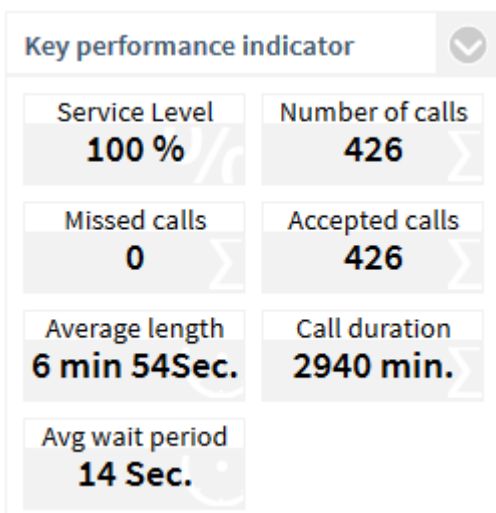 Key performance indicator
Service Level
100 %
Number of calls
426
Missed calls
0
Accepted calls
426
Average length
6 min 54Sec.
Call duration
2940 min.
Avg wait period
14 Sec.